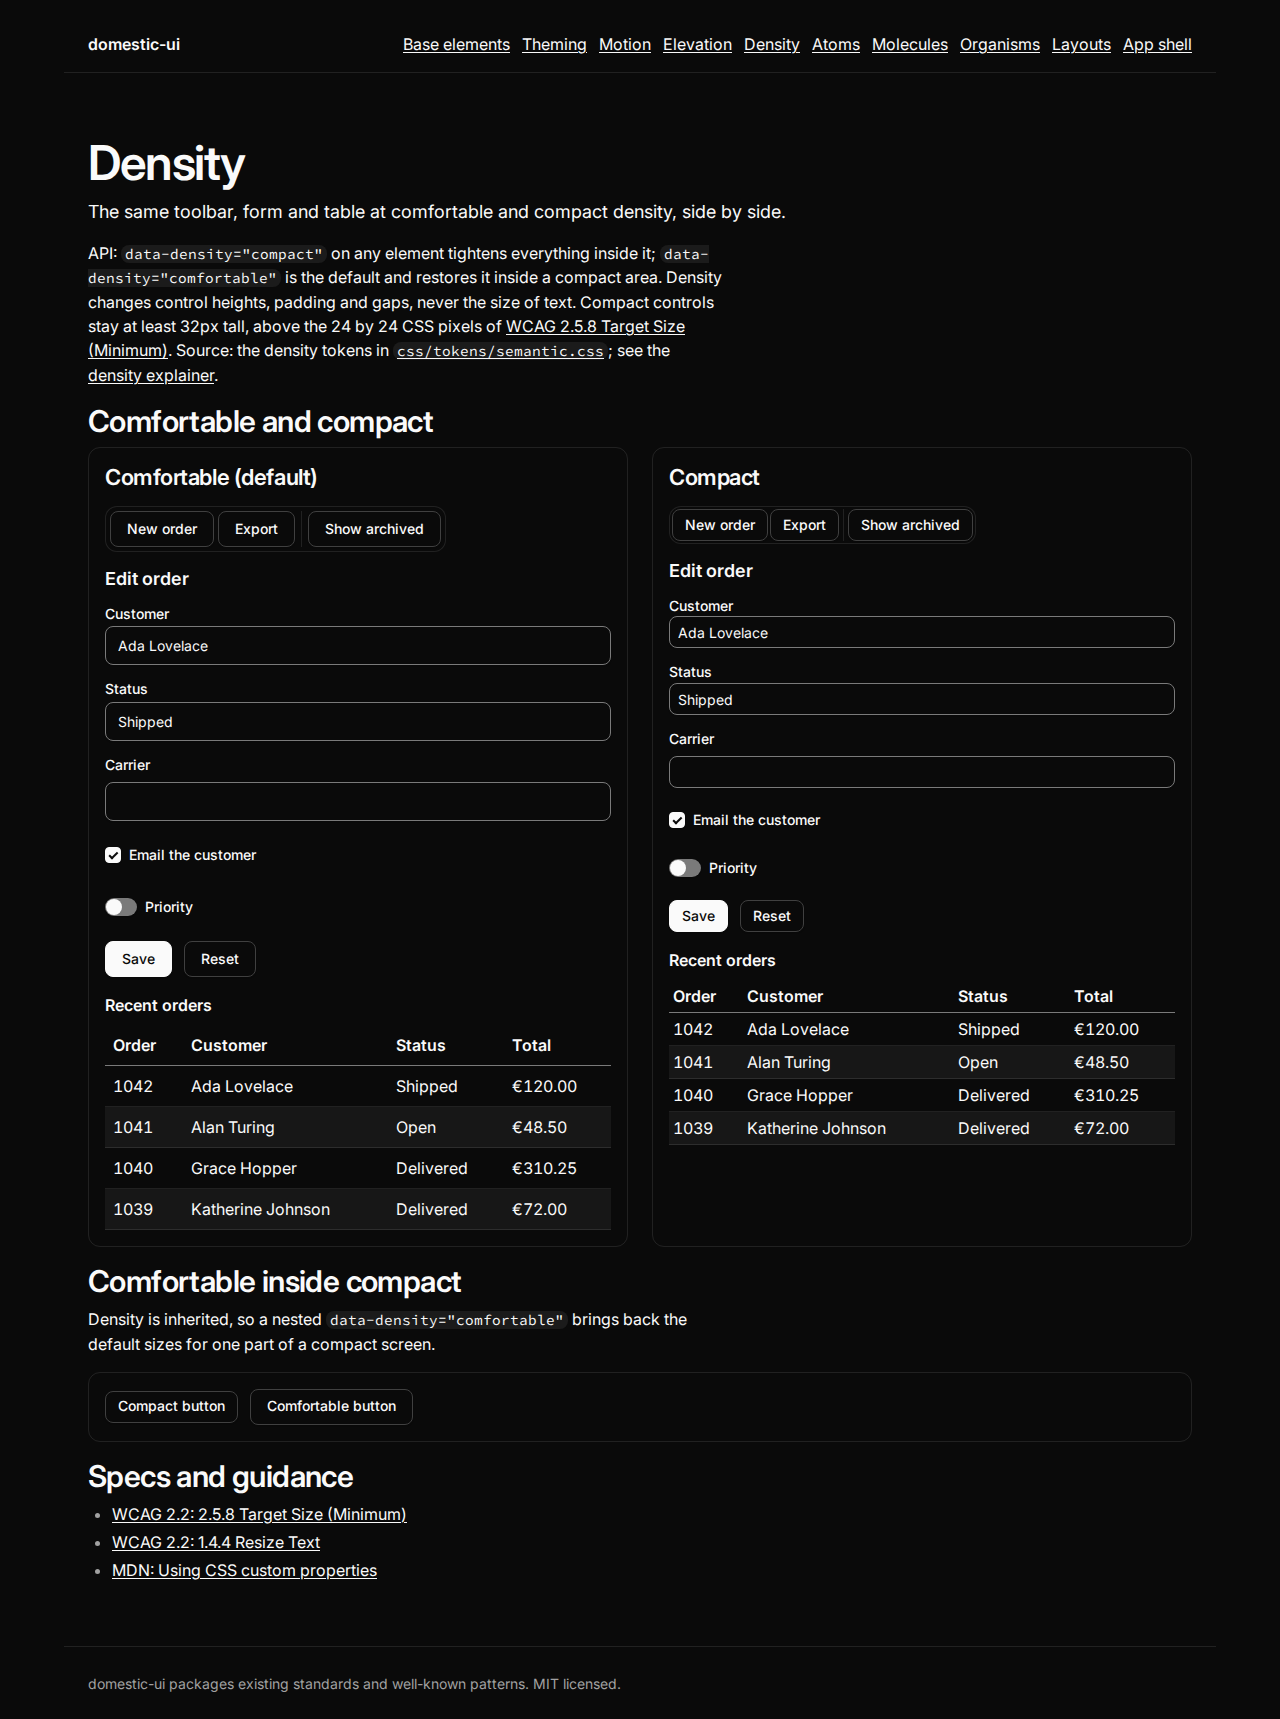 domestic-ui
Base elements Theming Motion Elevation Density Atoms Molecules Organisms Layouts App shell
Density
The same toolbar, form and table at comfortable and compact density, side by side.
API: data-density="compact" on any element tightens everything inside it; data-
density="comfortable" is the default and restores it inside a compact area. Density
changes control heights, padding and gaps, never the size of text. Compact controls
stay at least 32px tall, above the 24 by 24 CSS pixels of WCAG 2.5.8 Target Size
(Minimum). Source: the density tokens in css/tokens/semantic.css; see the
density explainer.
Comfortable and compact
Comfortable (default)
New order Export Show archived
Edit order
Customer
Ada Lovelace
Status
Shipped
Carrier
Email the customer
Priority
Save Reset
Recent orders
Order Customer Status Total
1042 Ada Lovelace Shipped €120.00
1041 Alan Turing Open €48.50
1040 Grace Hopper Delivered €310.25
1039 Katherine Johnson Delivered €72.00
Compact
New order Export Show archived
Edit order
Customer
Ada Lovelace
Status
Shipped
Carrier
Email the customer
Priority
Save Reset
Recent orders
Order Customer Status Total
1042 Ada Lovelace Shipped €120.00
1041 Alan Turing Open €48.50
1040 Grace Hopper Delivered €310.25
1039 Katherine Johnson Delivered €72.00
Comfortable inside compact
Density is inherited, so a nested data-density="comfortable" brings back the
default sizes for one part of a compact screen.
Compact button Comfortable button
Specs and guidance
WCAG 2.2: 2.5.8 Target Size (Minimum)
WCAG 2.2: 1.4.4 Resize Text
MDN: Using CSS custom properties
domestic-ui packages existing standards and well-known patterns. MIT licensed.